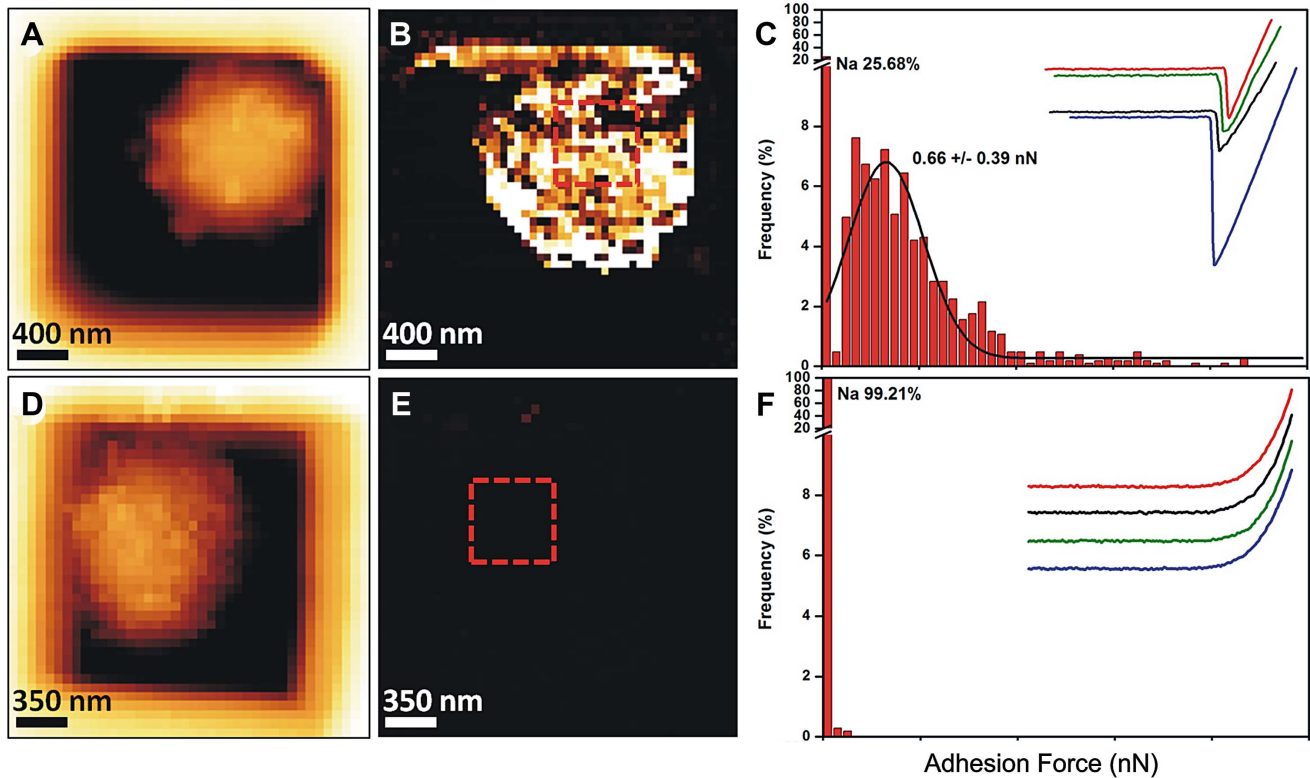 A
400 nm
B
400 nm
C
100
80
60
40
20
8
6
4
2
0
Frequency (%)
Na 25.68%
0.66 +/- 0.39 nN
D
350 nm
E
350 nm
F
100
80
60
40
20
8
6
4
2
0
Frequency (%)
Na 99.21%
Adhesion Force (nN)